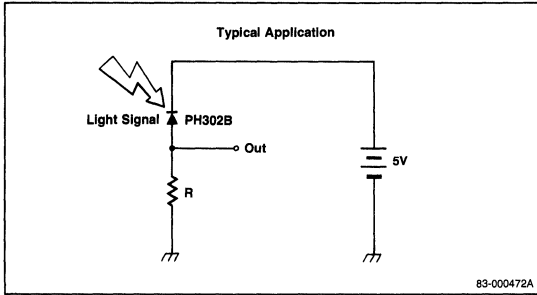 Typical Application
Light Signal
PH302B
Out
5V
R
83-000472A